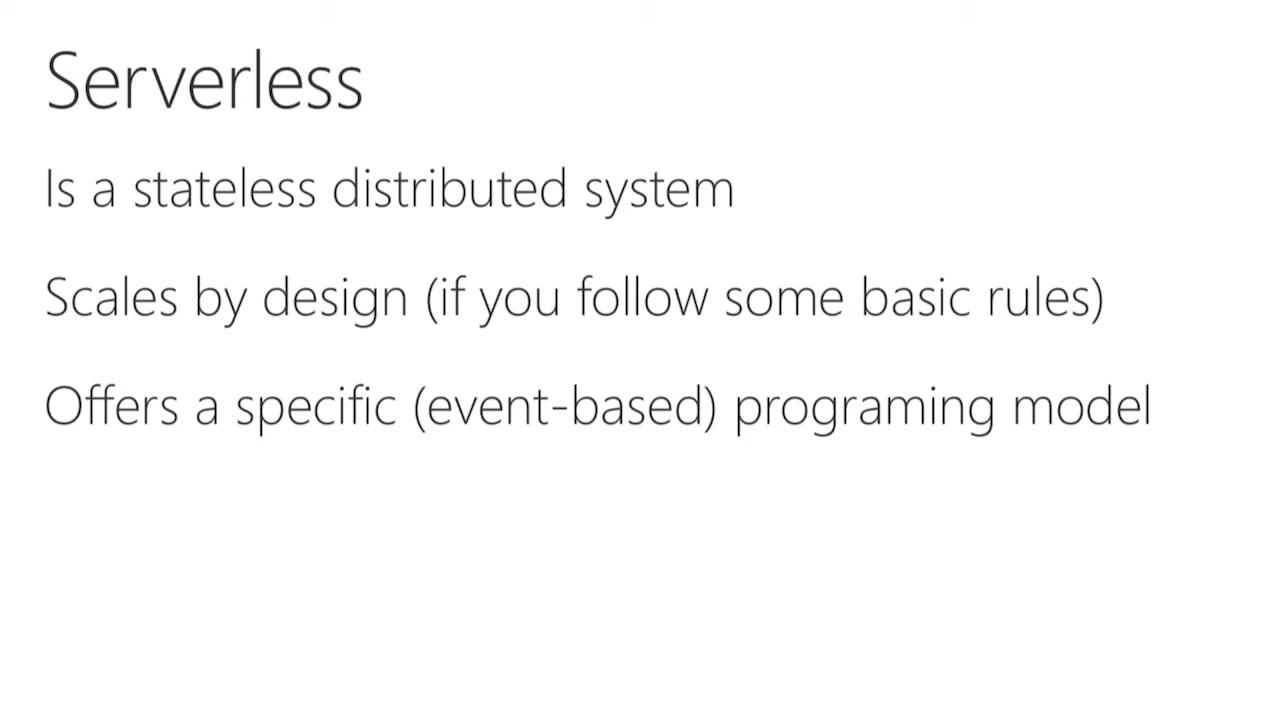 Serverless
Is a stateless distributed system
Scales by design (if you follow some basic rules)
Offers a specific (event-based) programing model